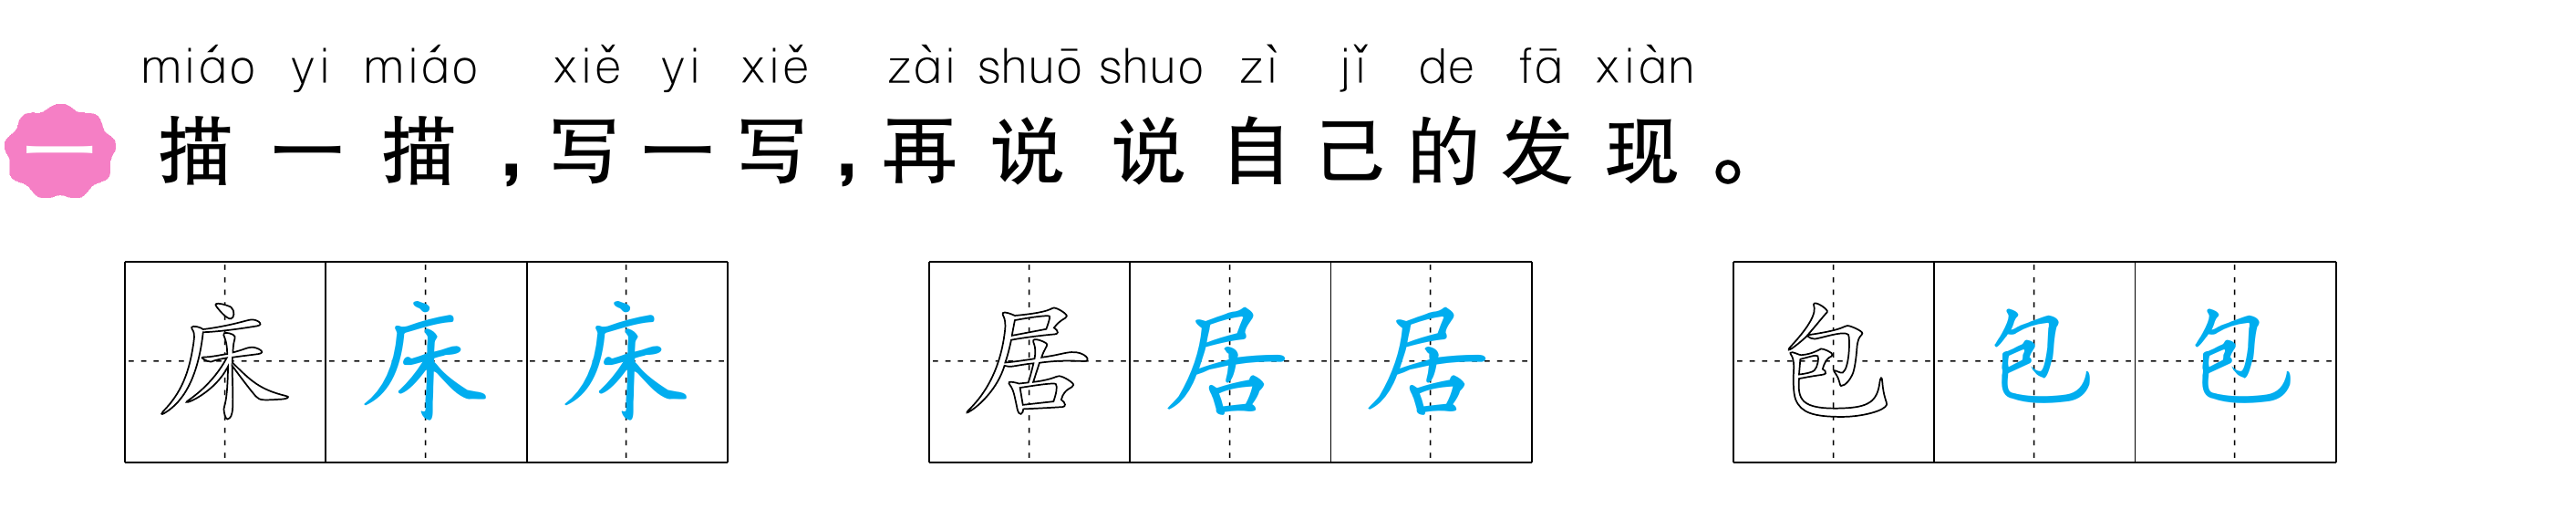 miáo yi miáo xiě yi xiě zài shuō shuo zì jǐ de fā xiàn
一 描一描，写一写，再说说自己的发现。
床 床 床 居 居 居 包 包 包